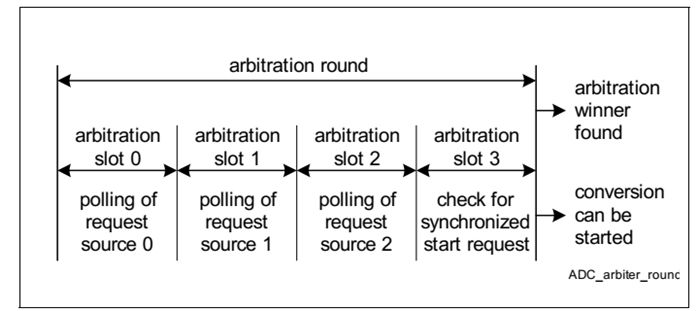 arbitration round
arbitration
winner
found
arbitration
slot 0
arbitration
slot 1
arbitration
slot 2
arbitration
slot 3
polling of
request
source 0
polling of
request
source 1
polling of
request
source 2
check for
synchronized
start request
conversion
can be
started
ADC_arbiter_round